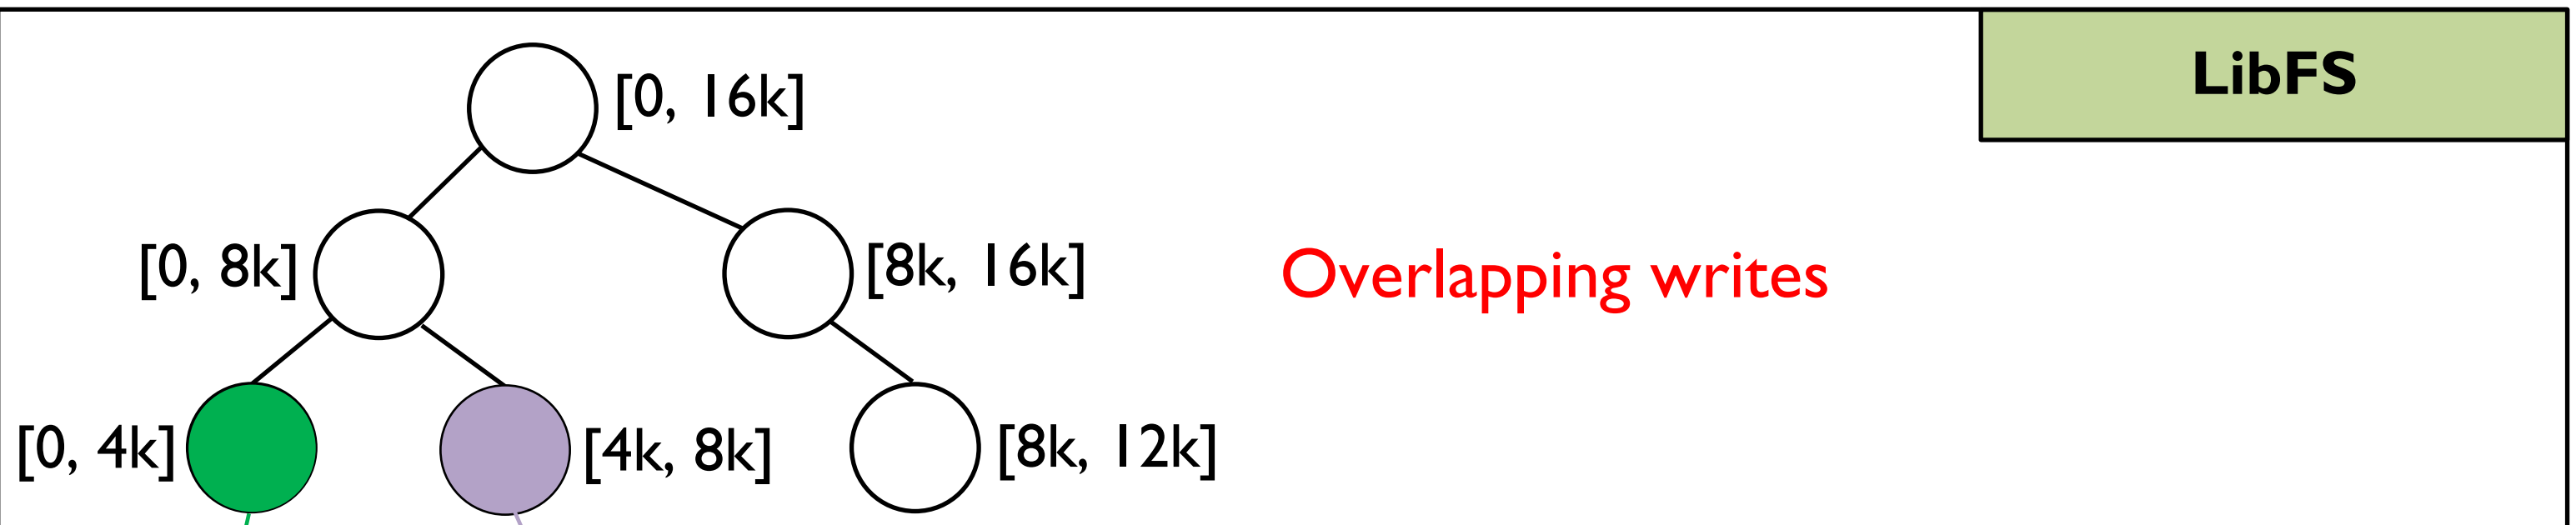 LibFS
[0, 16k]
[0, 8k]
[8k, 16k]
Overlapping writes
[0, 4k]
[4k, 8k]
[8k, 12k]